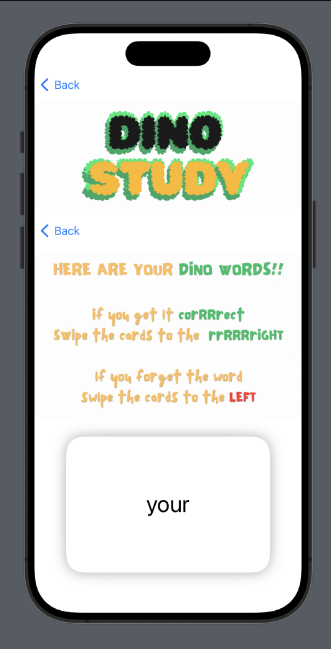 Back
DINO
STUDY
Back
HERE ARE YOUR DINO WORDS!!
If you get it corRRrect
Swipe the cards to the rrRRRriGHT
If you forget the word
Swipe the cards to the LEFT
your